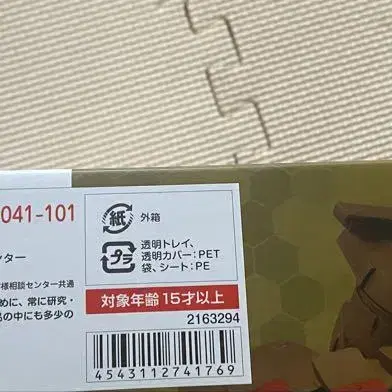 041-101
ンター
様相談センター共通
めに、常に研究・
品の中にも多少の
紙 外箱
プラ
透明トレイ、
透明カバー:PET
袋、シート:PE
対象年齢 15才以上
2163294
4543112741769